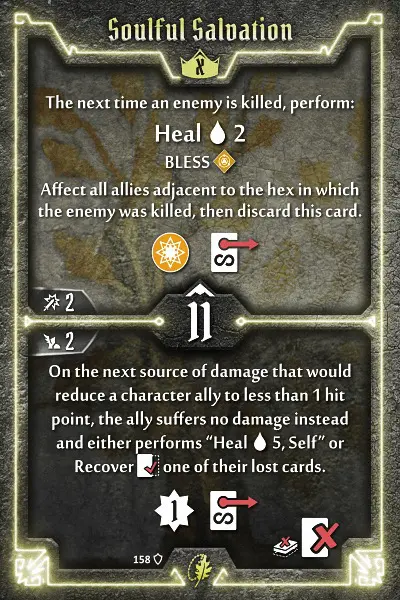 Soulful Salvation
X
The next time an enemy is killed, perform:
Heal 2
BLESS
Affect all allies adjacent to the hex in which
the enemy was killed, then discard this card.
S
2
11
2
On the next source of damage that would
reduce a character ally to less than 1 hit
point, the ally suffers no damage instead
and either performs “Heal 5, Self” or
Recover one of their lost cards.
1 S
158